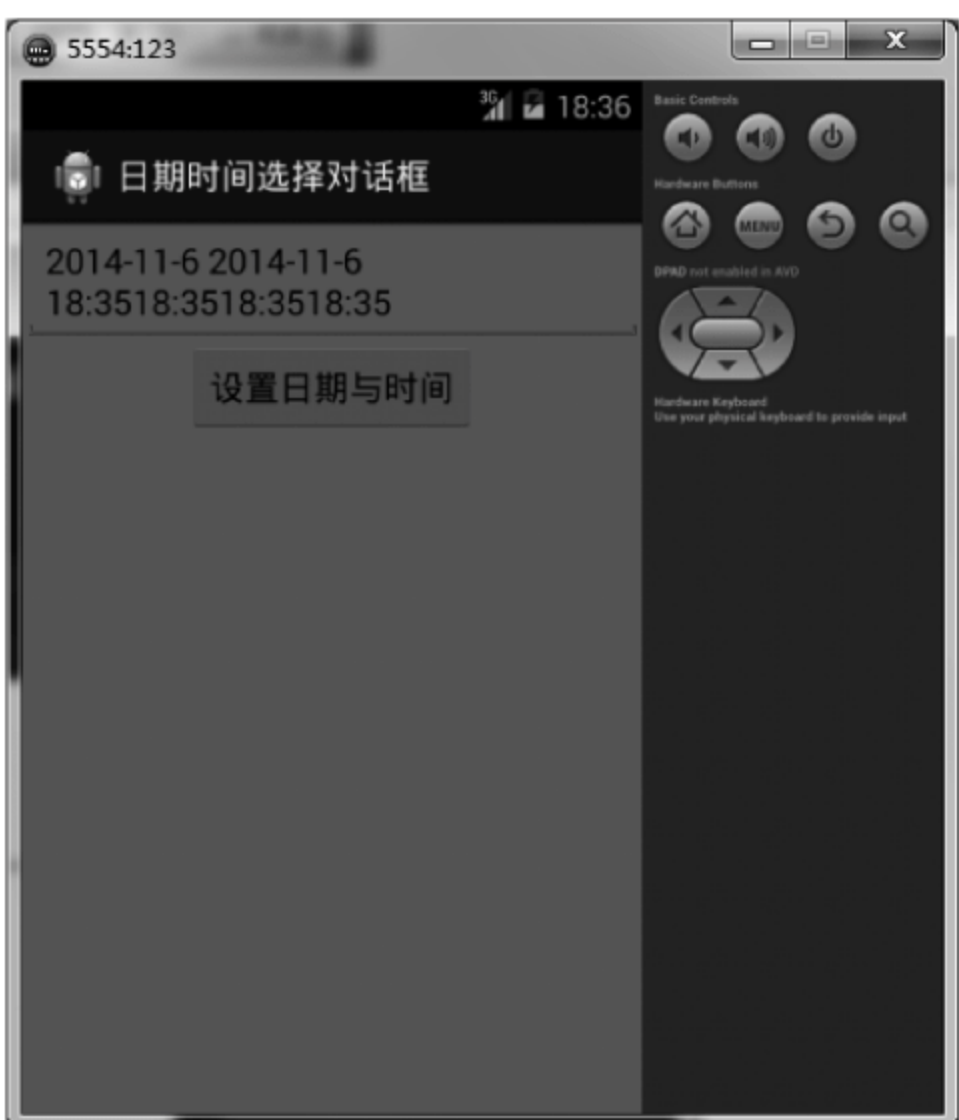 5554:123
3G 18:36
日期时间选择对话框
2014-11-6 2014-11-6
18:3518:3518:3518:35
设置日期与时间
Basic Controls
Hardware Buttons
MENU
DPAD not enabled in AVD
Hardware Keyboard
Use your physical keyboard to provide input